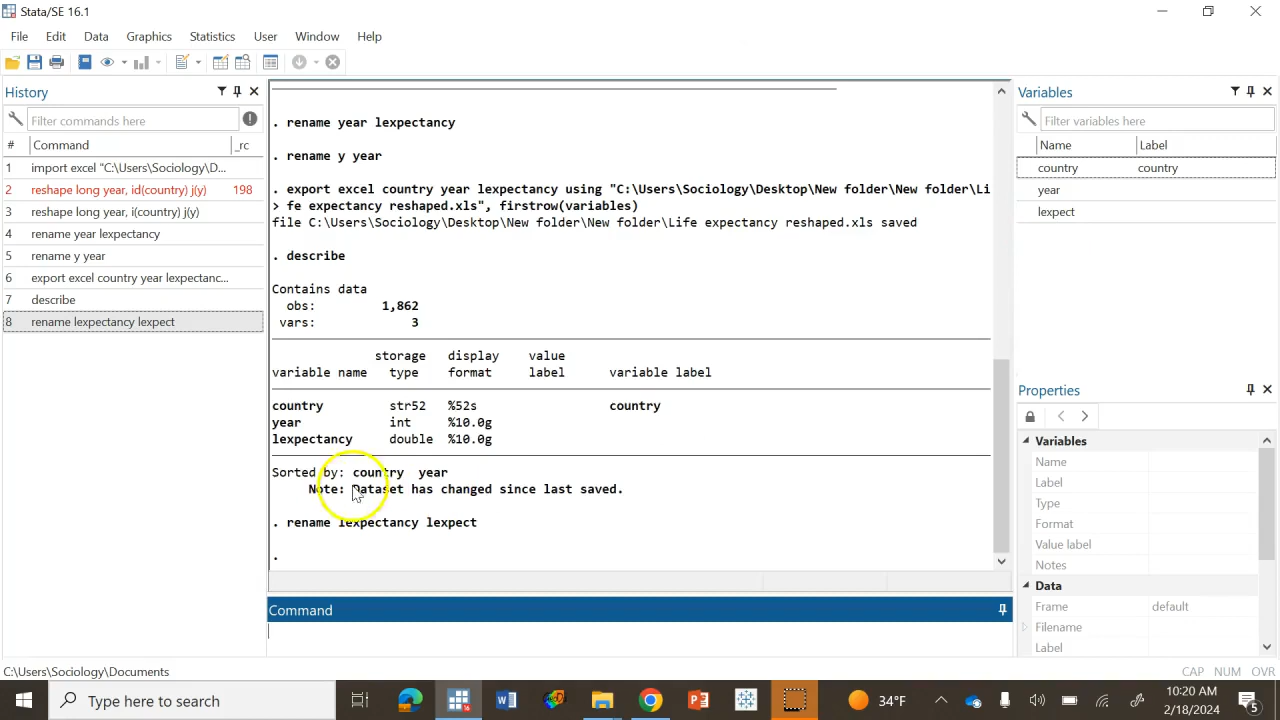 Stata/SE 16.1
File Edit Data Graphics Statistics User Window Help
History
Filter commands here
# Command _rc
1 import excel "C:\Users\Sociology\D...
2 reshape long year, id(country) j(y) 198
3 reshape long year, i(country) j(y)
4 rename year lexpectancy
5 rename y year
6 export excel country year lexpectanc...
7 describe
8 rename lexpectancy lexpect
. rename year lexpectancy
. rename y year
. export excel country year lexpectancy using "C:\Users\Sociology\Desktop\New folder\New folder\Li
> fe expectancy reshaped.xls", firstrow(variables)
file C:\Users\Sociology\Desktop\New folder\New folder\Life expectancy reshaped.xls saved
. describe
Contains data
obs: 1,862
vars: 3
storage display value
variable name type format label variable label
country str52 %52s country
year int %10.0g
lexpectancy double %10.0g
Sorted by: country year
Note: Dataset has changed since last saved.
. rename lexpectancy lexpect
.
Command
Variables
Filter variables here
Name Label
country country
year
lexpect
Properties
Variables
Name
Label
Type
Format
Value label
Notes
Data
Frame default
Filename
Label
C:\Users\Sociology\Documents
CAP NUM OVR
Type here to search
34°F
10:20 AM
2/18/2024
5